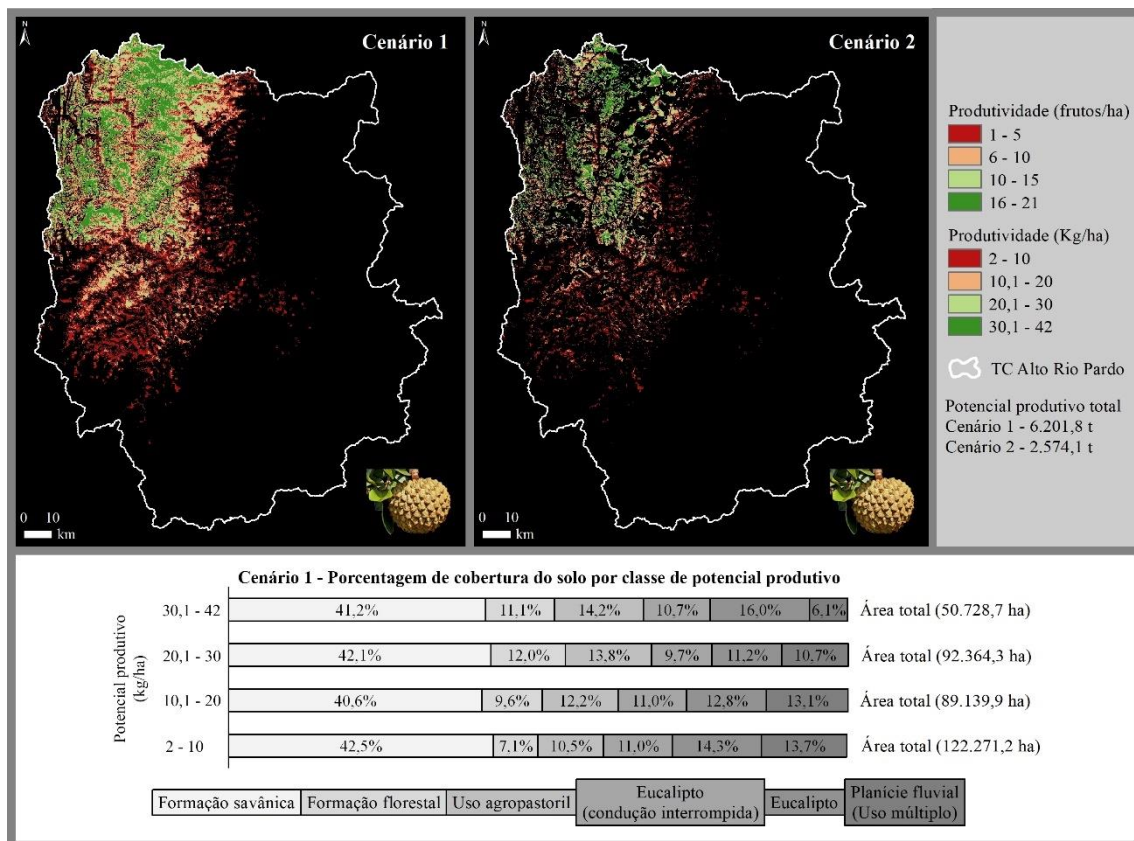 N
Cenário 1
0 10
km
N
Cenário 2
0 10
km
Produtividade (frutos/ha)
1 - 5
6 - 10
10 - 15
16 - 21
Produtividade (Kg/ha)
2 - 10
10,1 - 20
20,1 - 30
30,1 - 42
TC Alto Rio Pardo
Potencial produtivo total
Cenário 1 - 6.201,8 t
Cenário 2 - 2.574,1 t
Cenário 1 - Porcentagem de cobertura do solo por classe de potencial produtivo
Potencial produtivo
(kg/ha)
30,1 - 42 41,2% 11,1% 14,2% 10,7% 16,0% 6,1% Área total (50.728,7 ha)
20,1 - 30 42,1% 12,0% 13,8% 9,7% 11,2% 10,7% Área total (92.364,3 ha)
10,1 - 20 40,6% 9,6% 12,2% 11,0% 12,8% 13,1% Área total (89.139,9 ha)
2 - 10 42,5% 7,1% 10,5% 11,0% 14,3% 13,7% Área total (122.271,2 ha)
Formação savânica
Formação florestal
Uso agropastoril
Eucalipto
(condução interrompida)
Eucalipto
Planície fluvial
(Uso múltiplo)